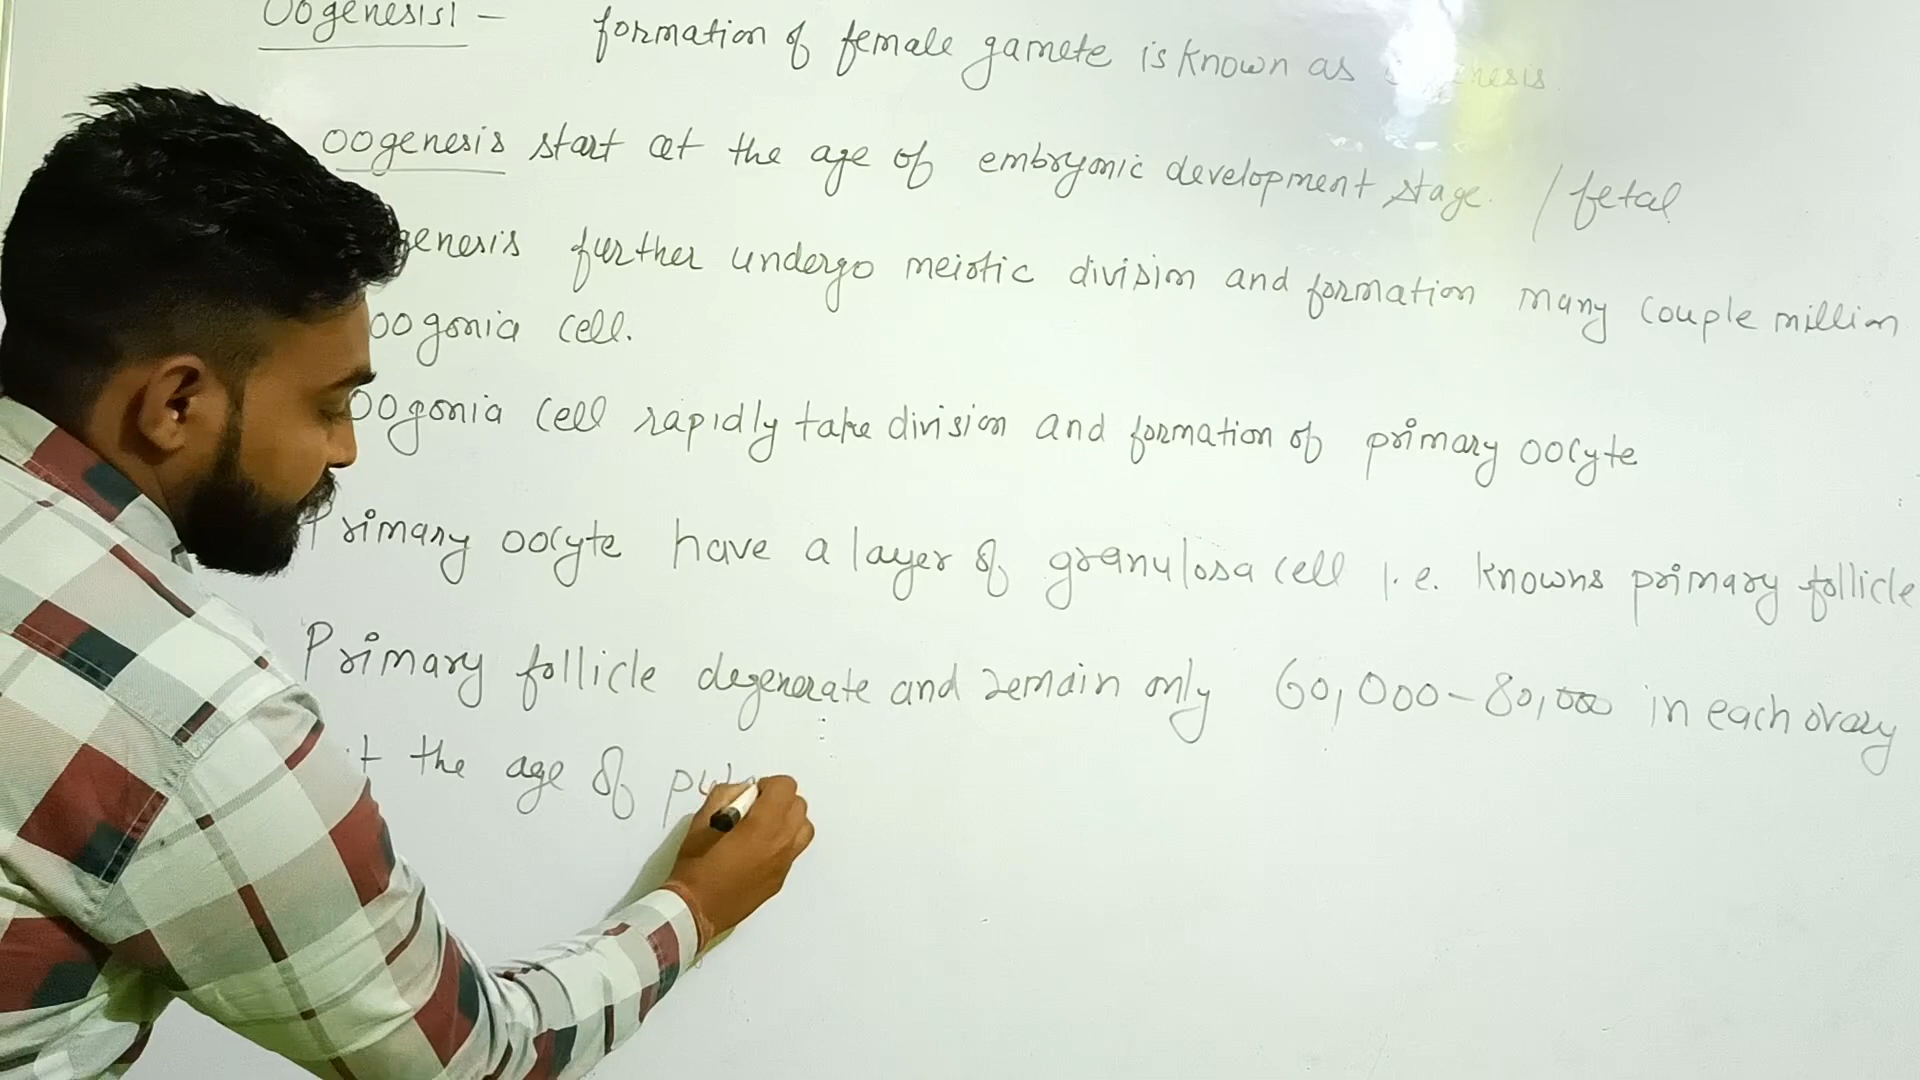 Oogenesis:- formation of female gamete is known as
oogenesis start at the age of embryonic development stage. / fetal
genesis further undergo meiotic division and formation many couple million
oogonia cell.
Oogonia cell rapidly take division and formation of primary oocyte
Primary oocyte have a layer of granulosa cell i.e. knowns primary follicle
Primary follicle degenerate and remain only 60,000-80,000 in each ovary
the age of